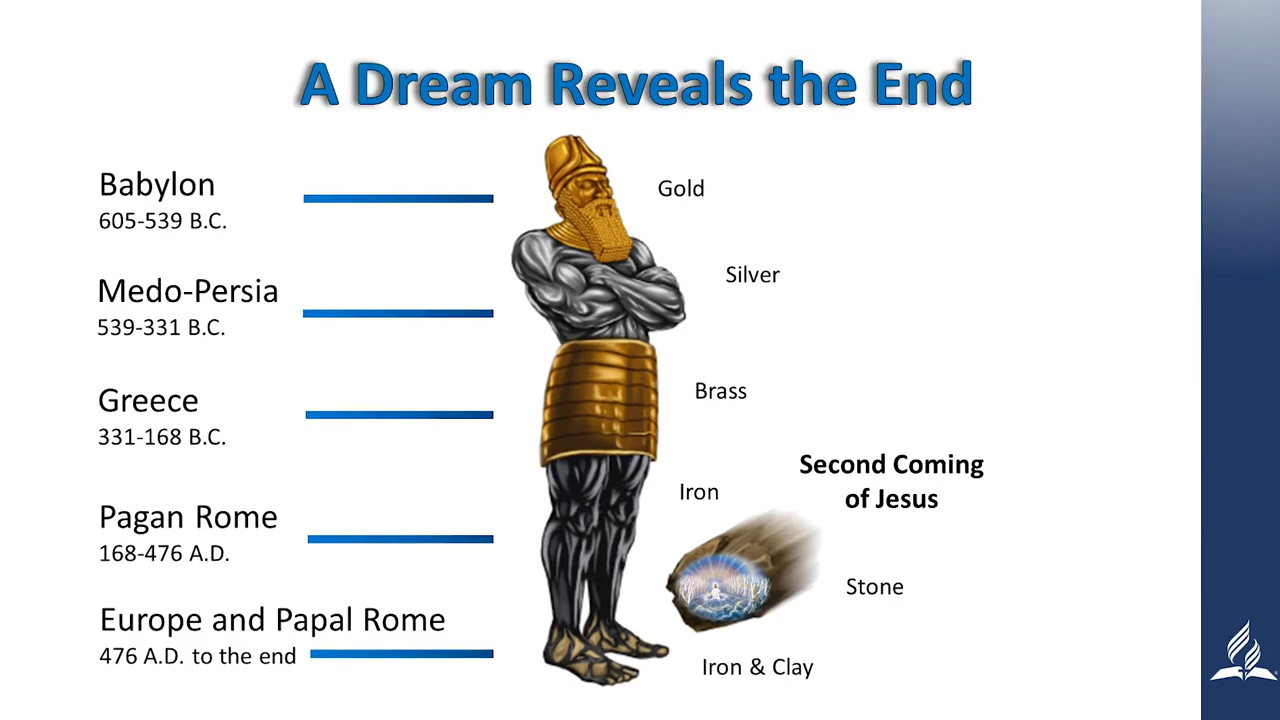 A Dream Reveals the End
Babylon
605-539 B.C.
Gold
Medo-Persia
539-331 B.C.
Silver
Greece
331-168 B.C.
Brass
Pagan Rome
168-476 A.D.
Iron
Second Coming
of Jesus
Stone
Europe and Papal Rome
476 A.D. to the end
Iron & Clay